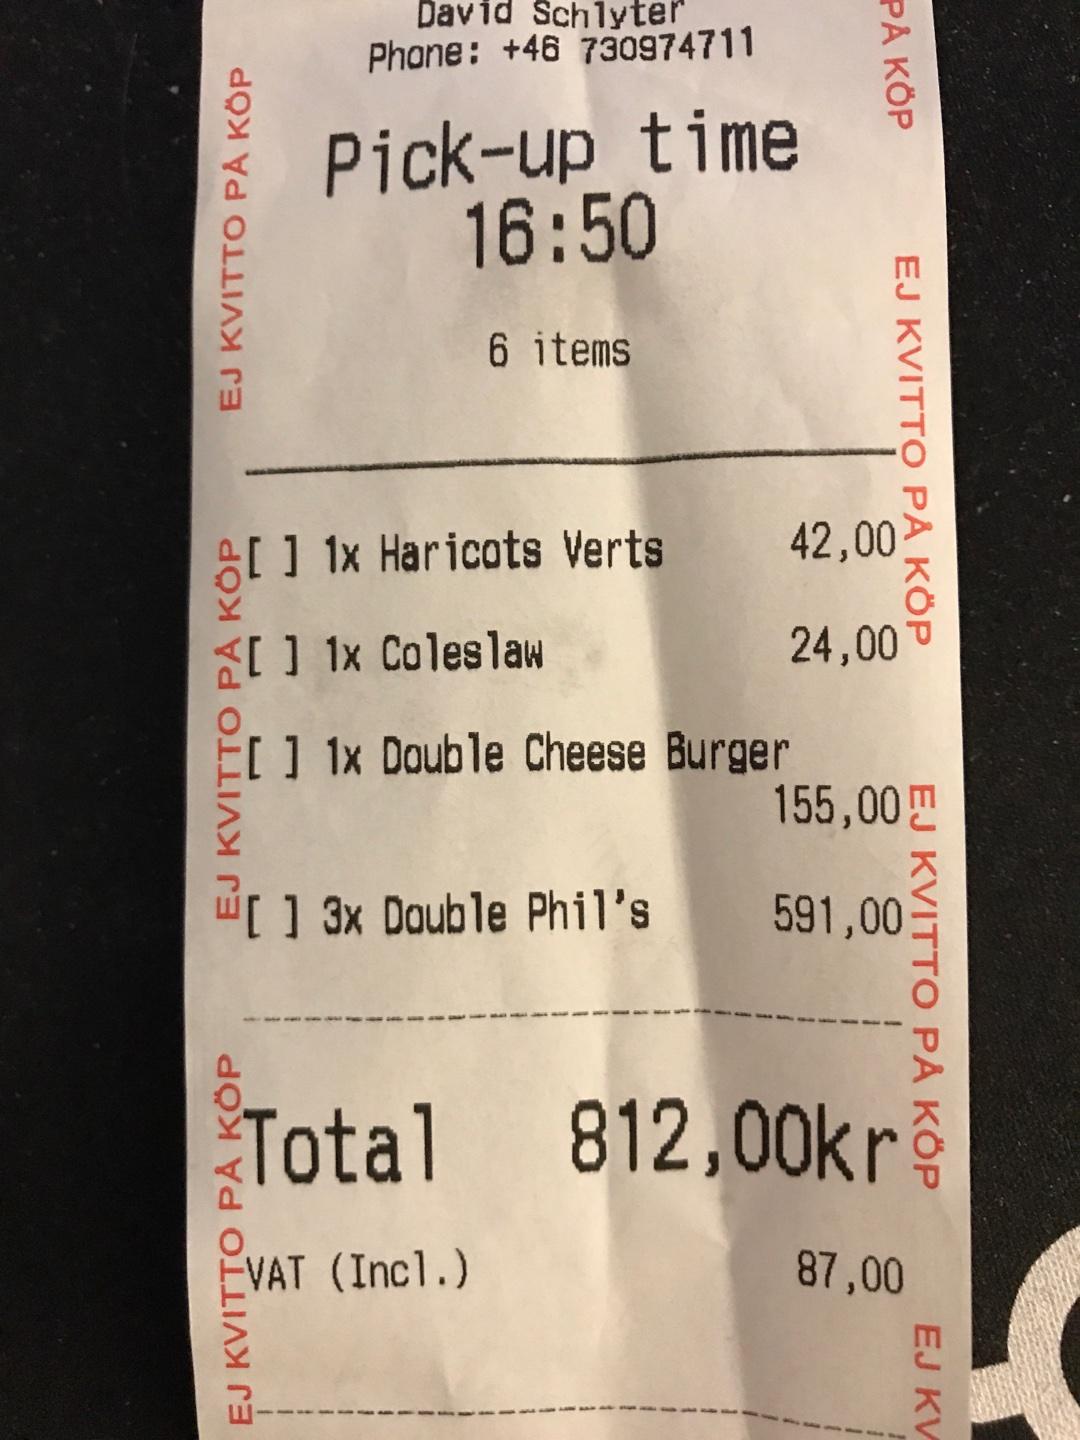 David Schlyter
Phone: +46 730974711
Pick-up time
16:50
6 items
[ ] 1x Haricots Verts 42,00
[ ] 1x Coleslaw 24,00
[ ] 1x Double Cheese Burger
155,00
[ ] 3x Double Phil's 591,00
Total 812,00kr
VAT (Incl.) 87,00
EJ KVITTO PÅ KÖP
EJ KVITTO PÅ KÖP
EJ KVITTO PÅ KÖP
PÅ KÖP
EJ KVITTO PÅ KÖP
EJ KVITTO PÅ KÖP
EJ KV